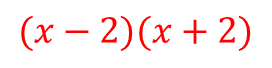 (𝑥 − 2)(𝑥 + 2)